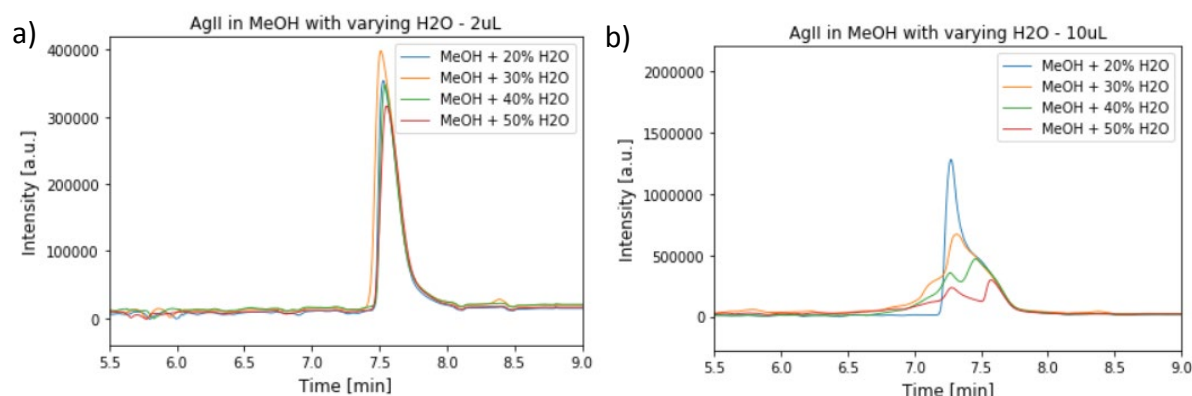 a)
AgII in MeOH with varying H2O - 2uL
400000
300000
200000
100000
0
Intensity [a.u.]
MeOH + 20% H2O
MeOH + 30% H2O
MeOH + 40% H2O
MeOH + 50% H2O
5.5 6.0 6.5 7.0 7.5 8.0 8.5 9.0
Time [min]
b)
AgII in MeOH with varying H2O - 10uL
2000000
1500000
1000000
500000
0
Intensity [a.u.]
MeOH + 20% H2O
MeOH + 30% H2O
MeOH + 40% H2O
MeOH + 50% H2O
5.5 6.0 6.5 7.0 7.5 8.0 8.5 9.0
Time [min]